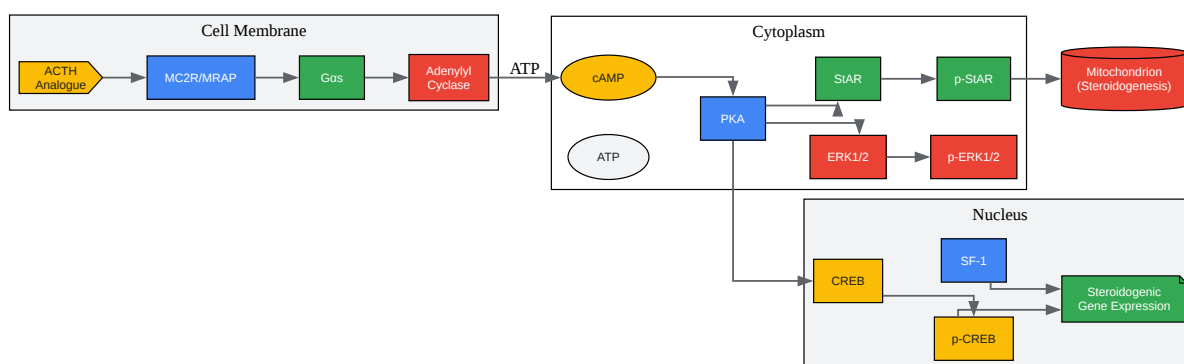 Cell Membrane
ACTH
Analogue
MC2R/MRAP
Gαs
Adenylyl
Cyclase
ATP
Cytoplasm
cAMP
ATP
PKA
StAR
p-StAR
ERK1/2
p-ERK1/2
Mitochondrion
(Steroidogenesis)
Nucleus
CREB
SF-1
p-CREB
Steroidogenic
Gene Expression